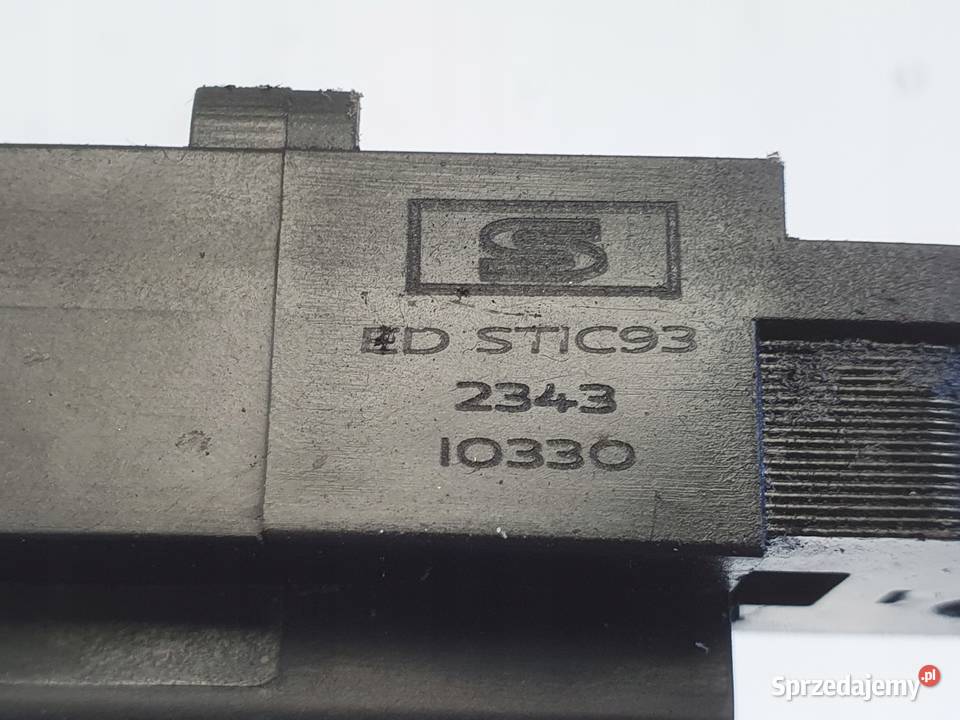 S
ED STIC93
2343
10330
Sprzedajemy.pl